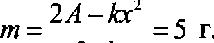 m = 2A − kx² = 5 г.